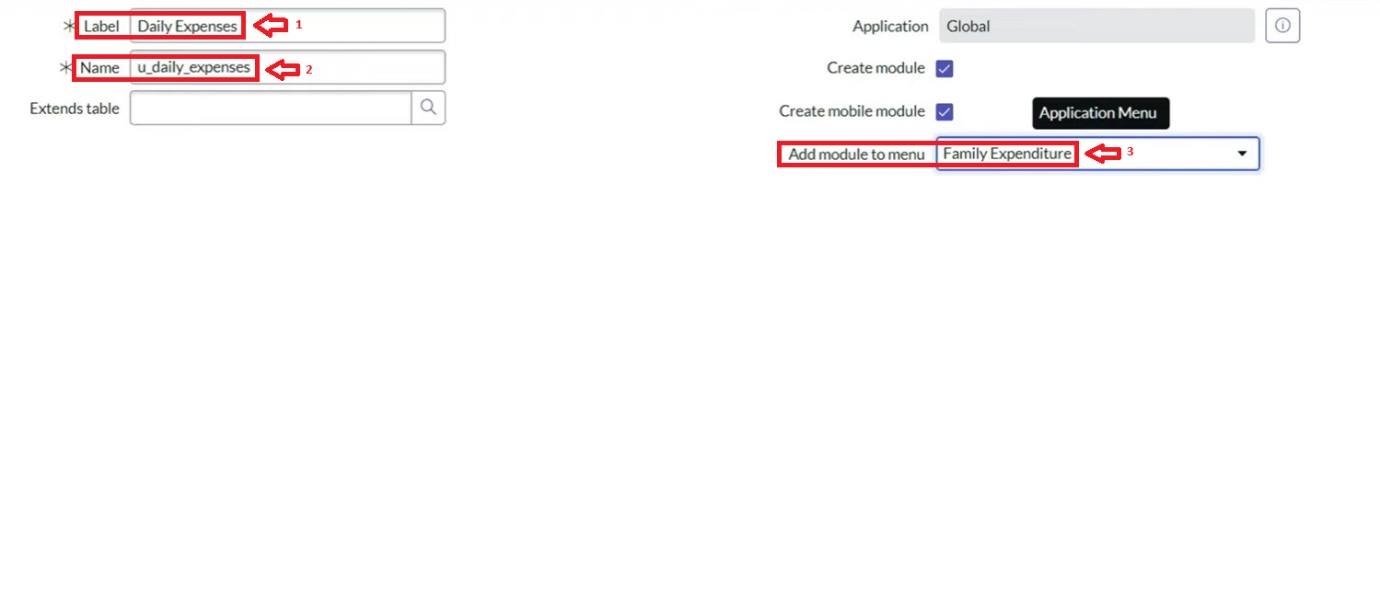 * Label Daily Expenses 1
* Name u_daily_expenses 2
Extends table
Application Global
Create module
Create mobile module Application Menu
Add module to menu Family Expenditure 3